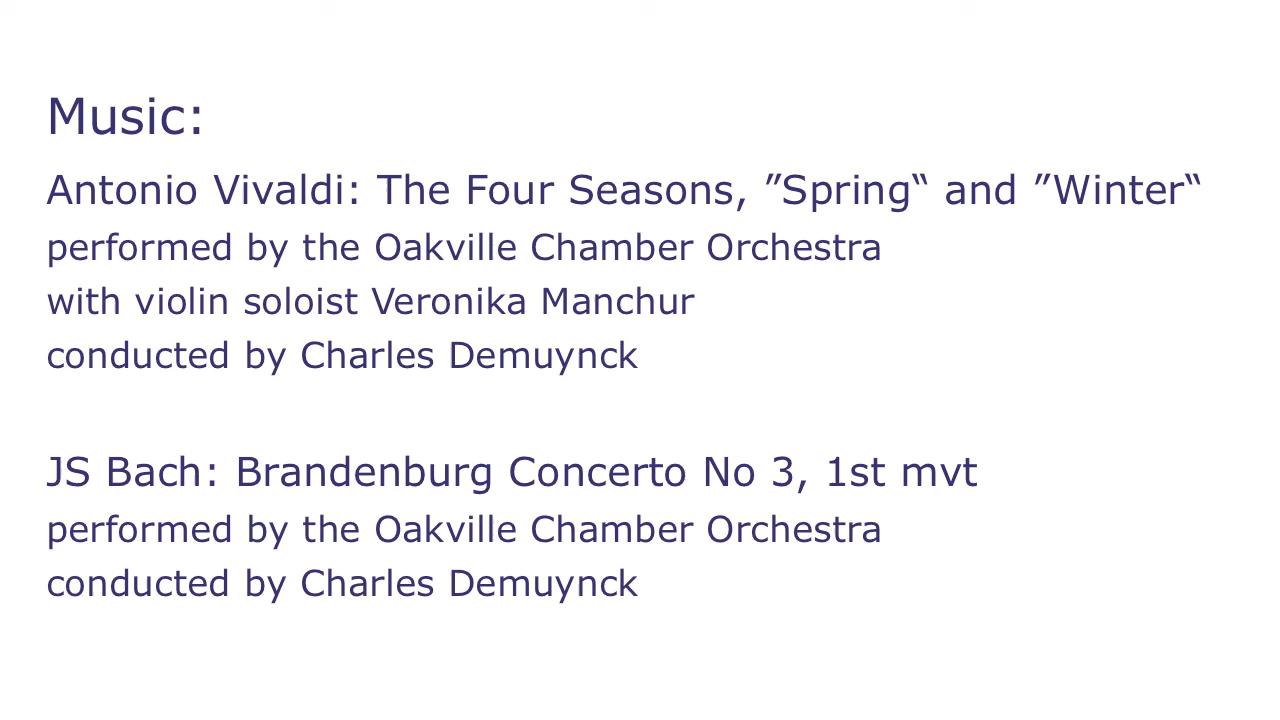 Music:
Antonio Vivaldi: The Four Seasons, ”Spring“ and ”Winter“
performed by the Oakville Chamber Orchestra
with violin soloist Veronika Manchur
conducted by Charles Demuynck
JS Bach: Brandenburg Concerto No 3, 1st mvt
performed by the Oakville Chamber Orchestra
conducted by Charles Demuynck